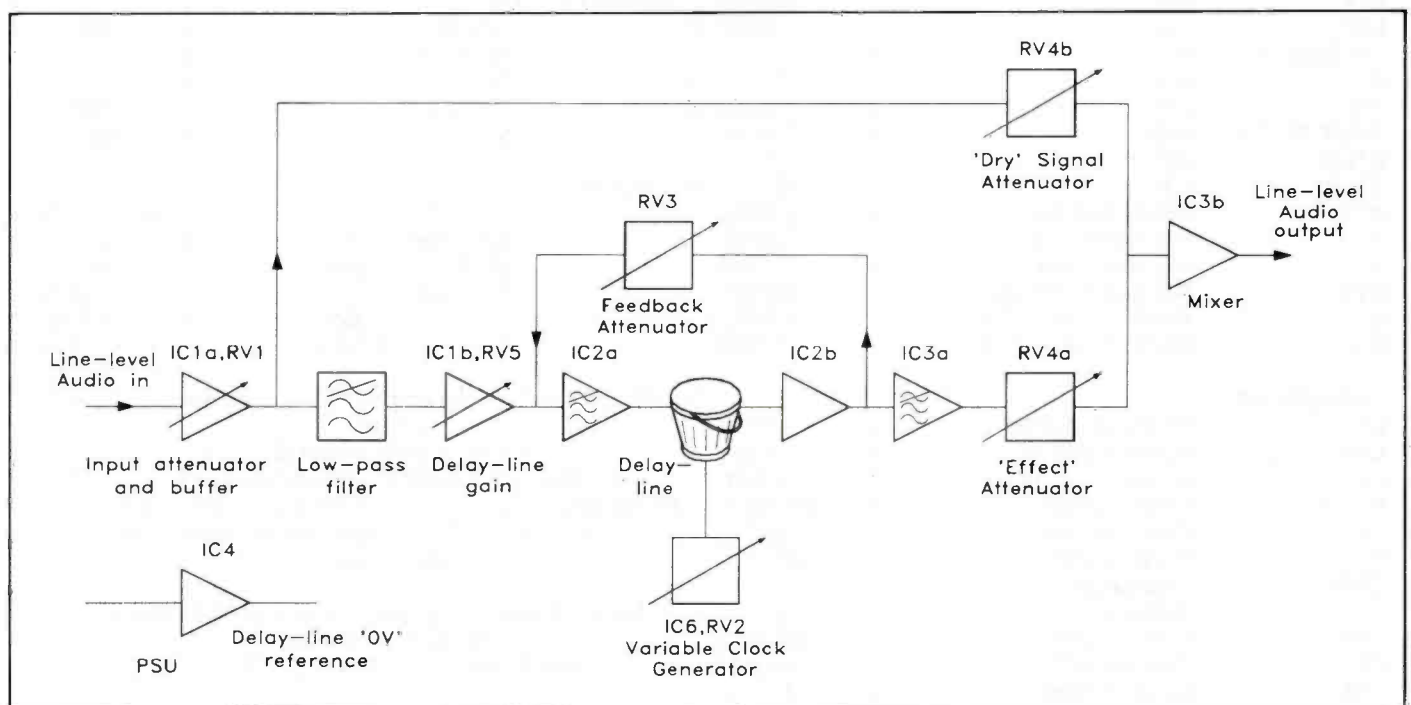 RV4b
'Dry' Signal
Attenuator
RV3
Feedback
Attenuator
IC3b
Line-level
Audio
output
Mixer
Line-level
Audio in
IC1a,RV1
Input attenuator
and buffer
Low-pass
filter
IC1b,RV5
Delay-line
gain
IC2a
Delay-
line
IC2b
IC3a
RV4a
'Effect'
Attenuator
IC4
PSU
Delay-line "0V"
reference
IC6,RV2
Variable Clock
Generator